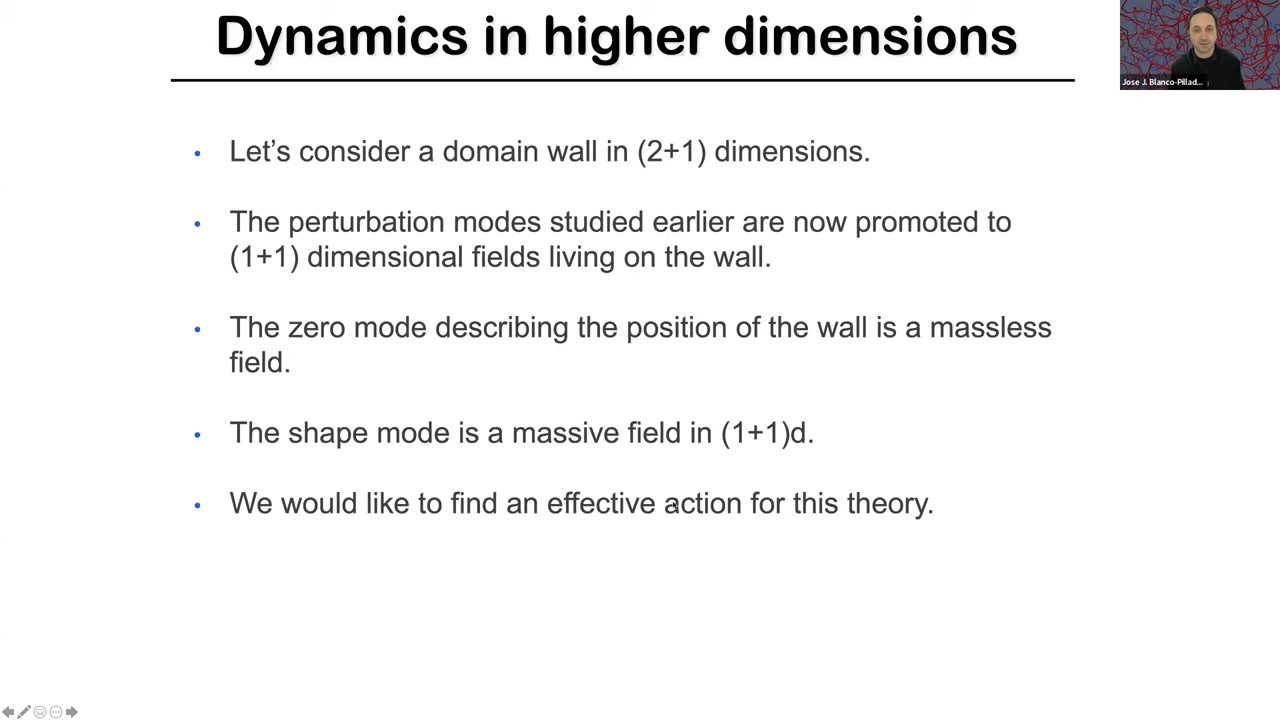 Dynamics in higher dimensions
Jose J. Blanco-Pillad...
• Let's consider a domain wall in (2+1) dimensions.
• The perturbation modes studied earlier are now promoted to
(1+1) dimensional fields living on the wall.
• The zero mode describing the position of the wall is a massless
field.
• The shape mode is a massive field in (1+1)d.
• We would like to find an effective action for this theory.